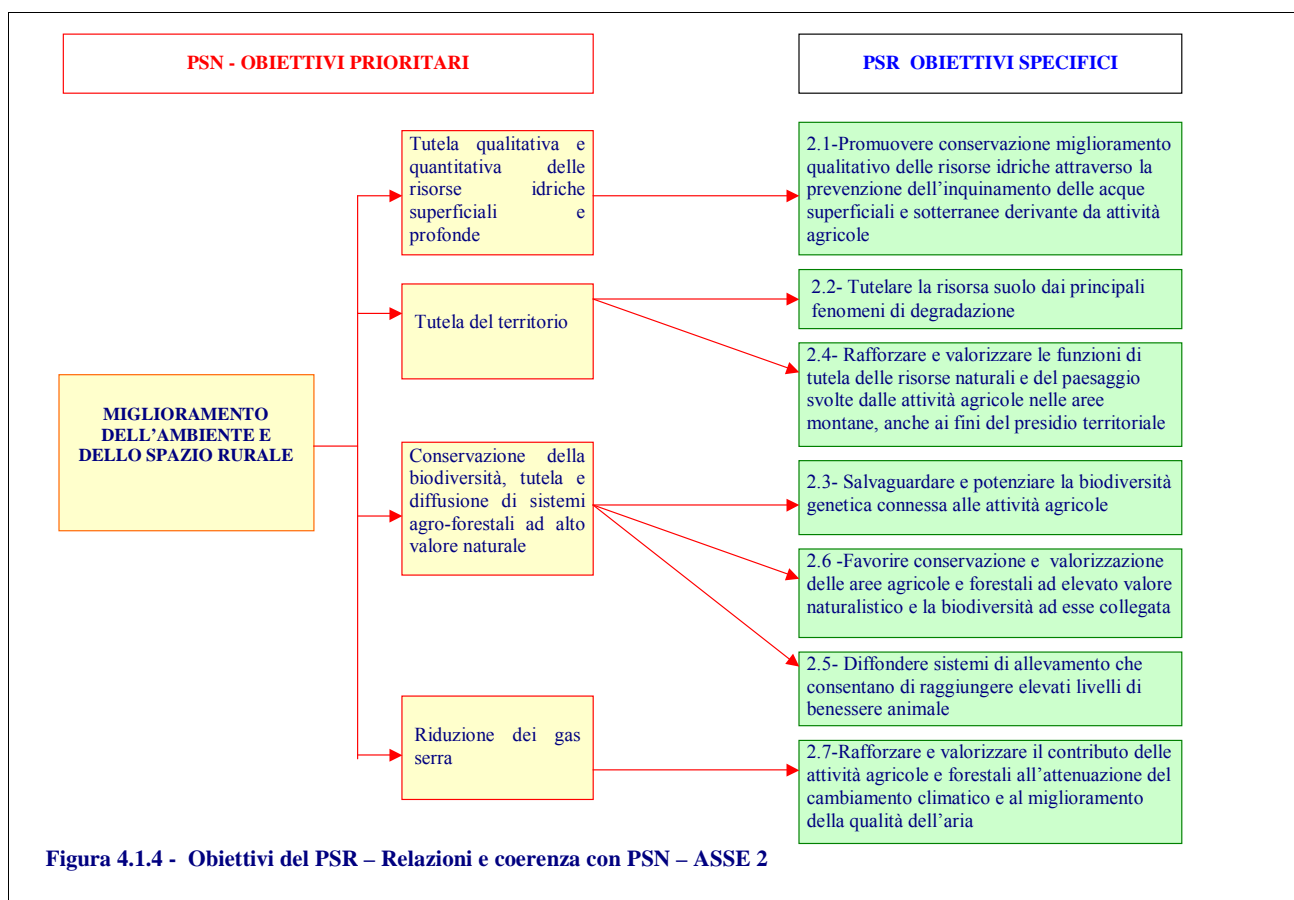 PSN - OBIETTIVI PRIORITARI
PSR OBIETTIVI SPECIFICI
MIGLIORAMENTO
DELL’AMBIENTE E
DELLO SPAZIO RURALE
Tutela qualitativa e
quantitativa delle
risorse idriche
superficiali e
profonde
Tutela del territorio
Conservazione della
biodiversità, tutela e
diffusione di sistemi
agro-forestali ad alto
valore naturale
Riduzione dei gas
serra
2.1-Promuovere conservazione miglioramento
qualitativo delle risorse idriche attraverso la
prevenzione dell’inquinamento delle acque
superficiali e sotterranee derivante da attività
agricole
2.2- Tutelare la risorsa suolo dai principali
fenomeni di degradazione
2.4- Rafforzare e valorizzare le funzioni di
tutela delle risorse naturali e del paesaggio
svolte dalle attività agricole nelle aree
montane, anche ai fini del presidio territoriale
2.3- Salvaguardare e potenziare la biodiversità
genetica connessa alle attività agricole
2.6 -Favorire conservazione e valorizzazione
delle aree agricole e forestali ad elevato valore
naturalistico e la biodiversità ad esse collegata
2.5- Diffondere sistemi di allevamento che
consentano di raggiungere elevati livelli di
benessere animale
2.7-Rafforzare e valorizzare il contributo delle
attività agricole e forestali all’attenuazione del
cambiamento climatico e al miglioramento
della qualità dell’aria
Figura 4.1.4 - Obiettivi del PSR – Relazioni e coerenza con PSN – ASSE 2